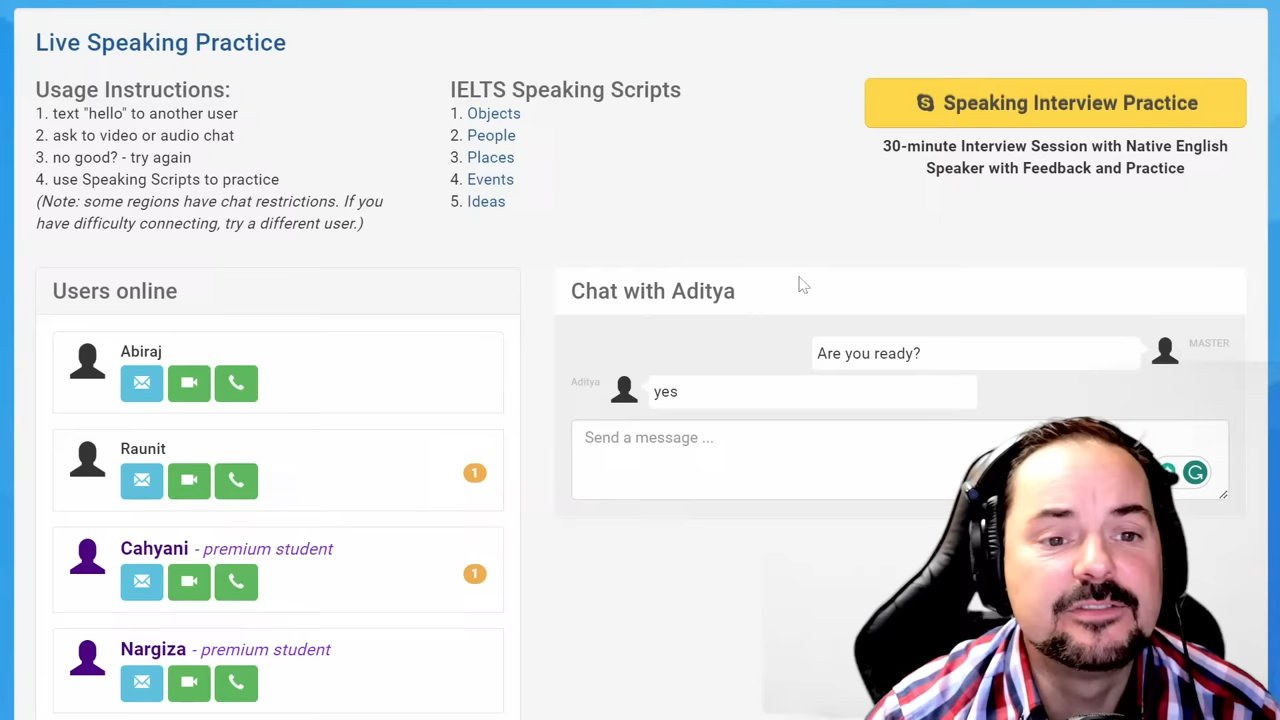 Live Speaking Practice
Usage Instructions:
1. text "hello" to another user
2. ask to video or audio chat
3. no good? - try again
4. use Speaking Scripts to practice
(Note: some regions have chat restrictions. If you
have difficulty connecting, try a different user.)
IELTS Speaking Scripts
1. Objects
2. People
3. Places
4. Events
5. Ideas
Speaking Interview Practice
30-minute Interview Session with Native English
Speaker with Feedback and Practice
Users online
Abiraj
Raunit
1
Cahyani - premium student
1
Nargiza - premium student
Chat with Aditya
Are you ready?
MASTER
Aditya
yes
Send a message ...